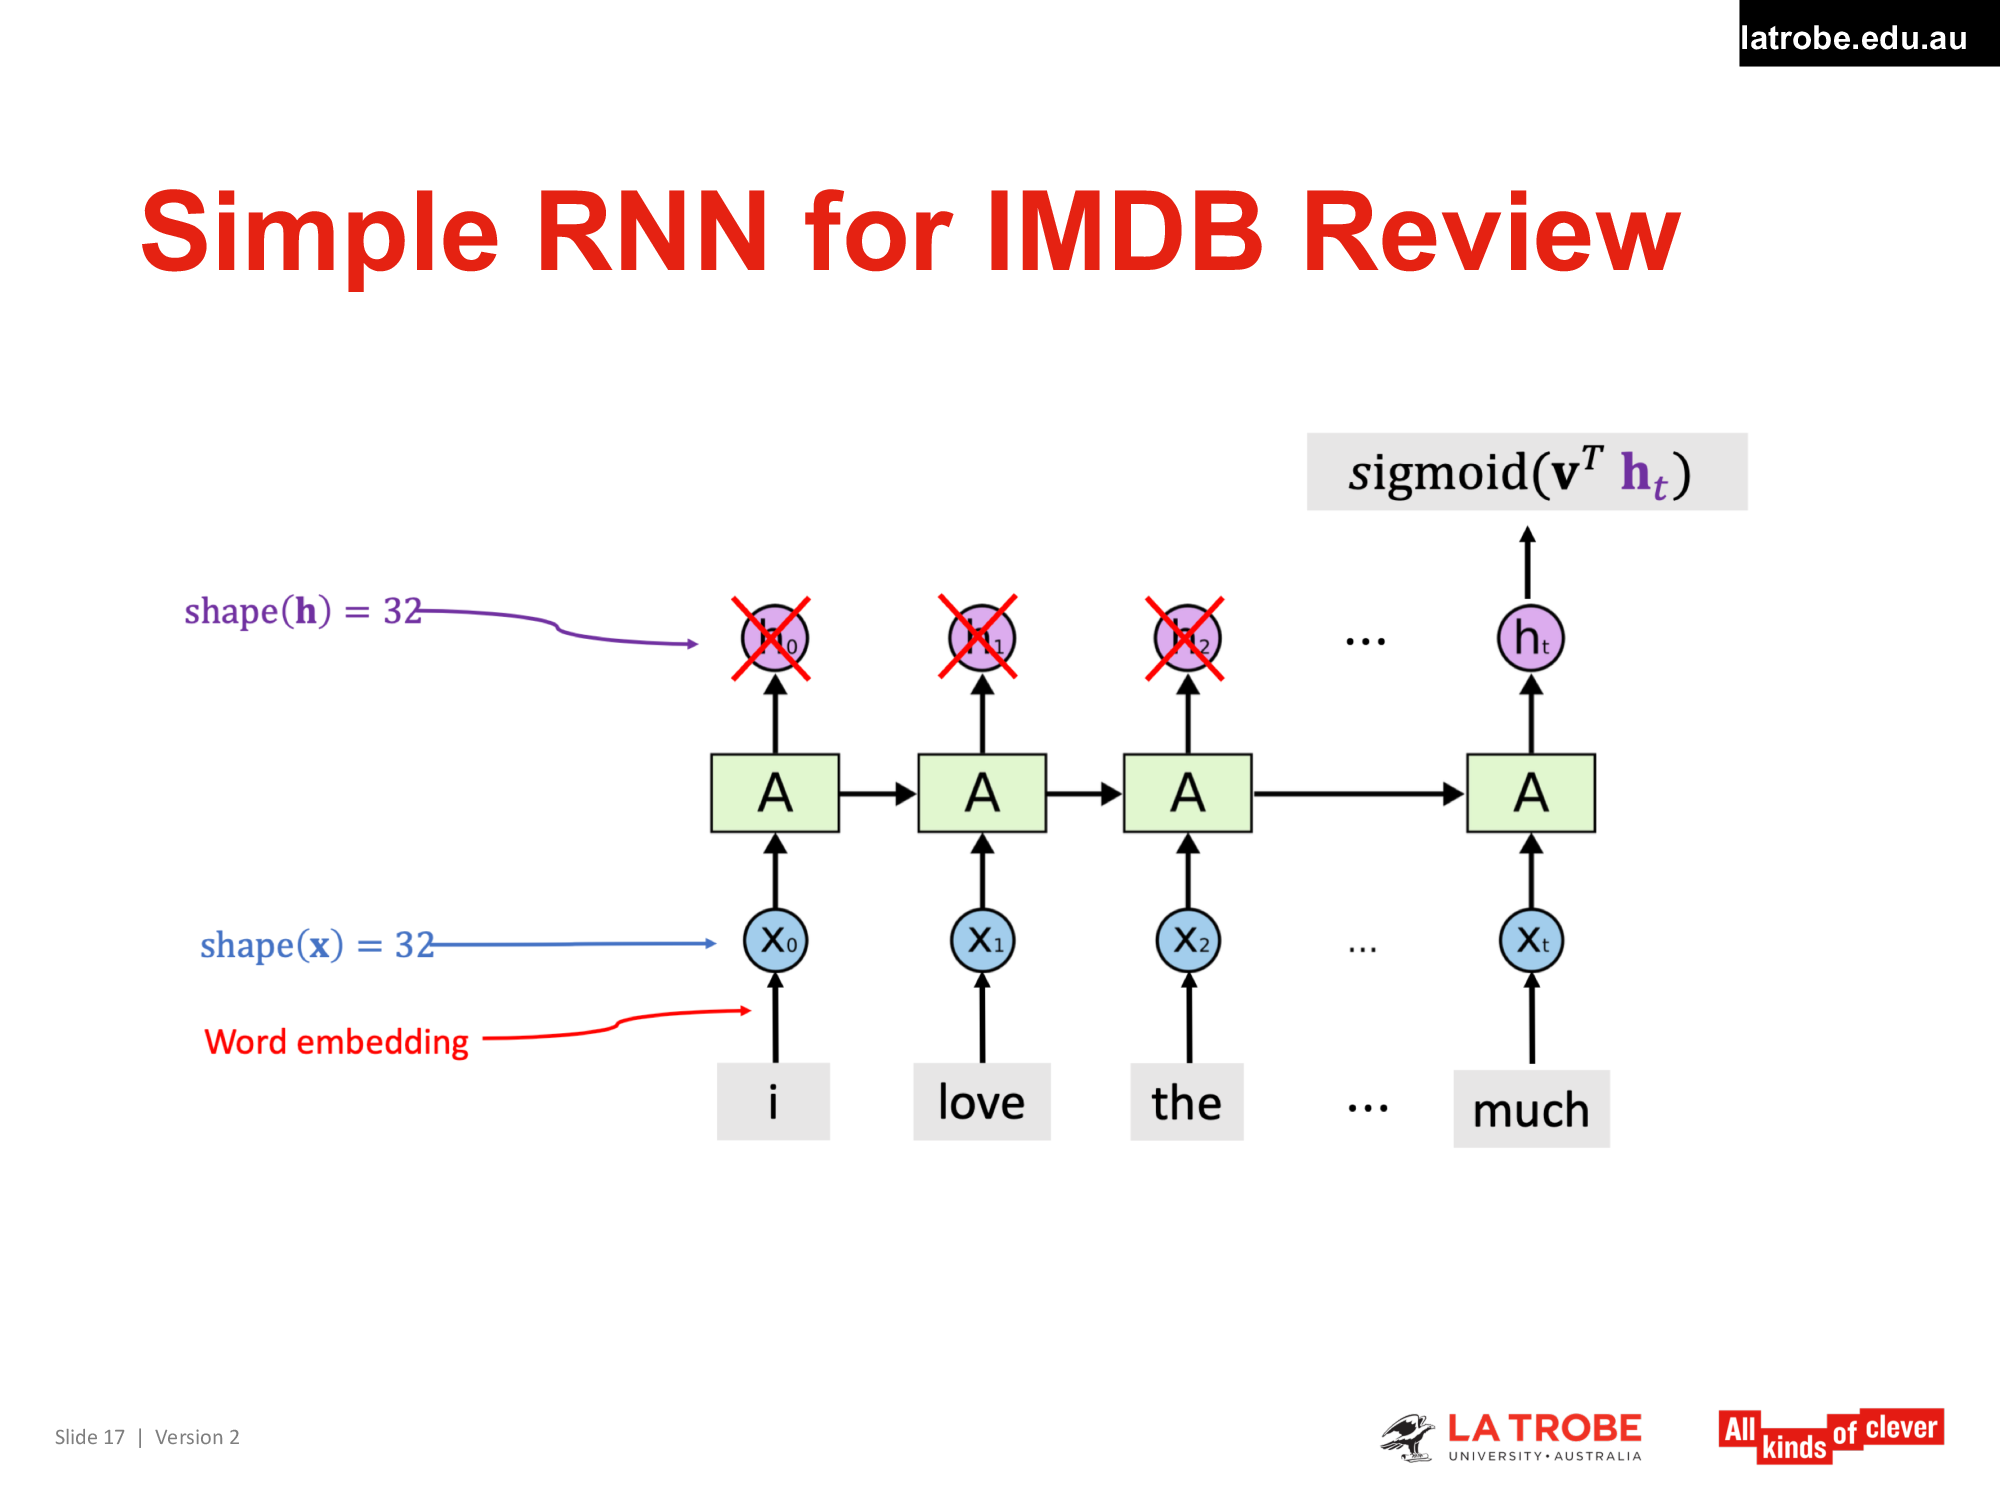 latrobe.edu.au
Simple RNN for IMDB Review
sigmoid(v^T h_t)
shape(h) = 32
h₀ h₁ h₂ ... hₜ
A A A A
shape(x) = 32
x₀ x₁ x₂ ... xₜ
Word embedding
i love the ... much
Slide 17 | Version 2
LA TROBE
UNIVERSITY • AUSTRALIA
All kinds of clever